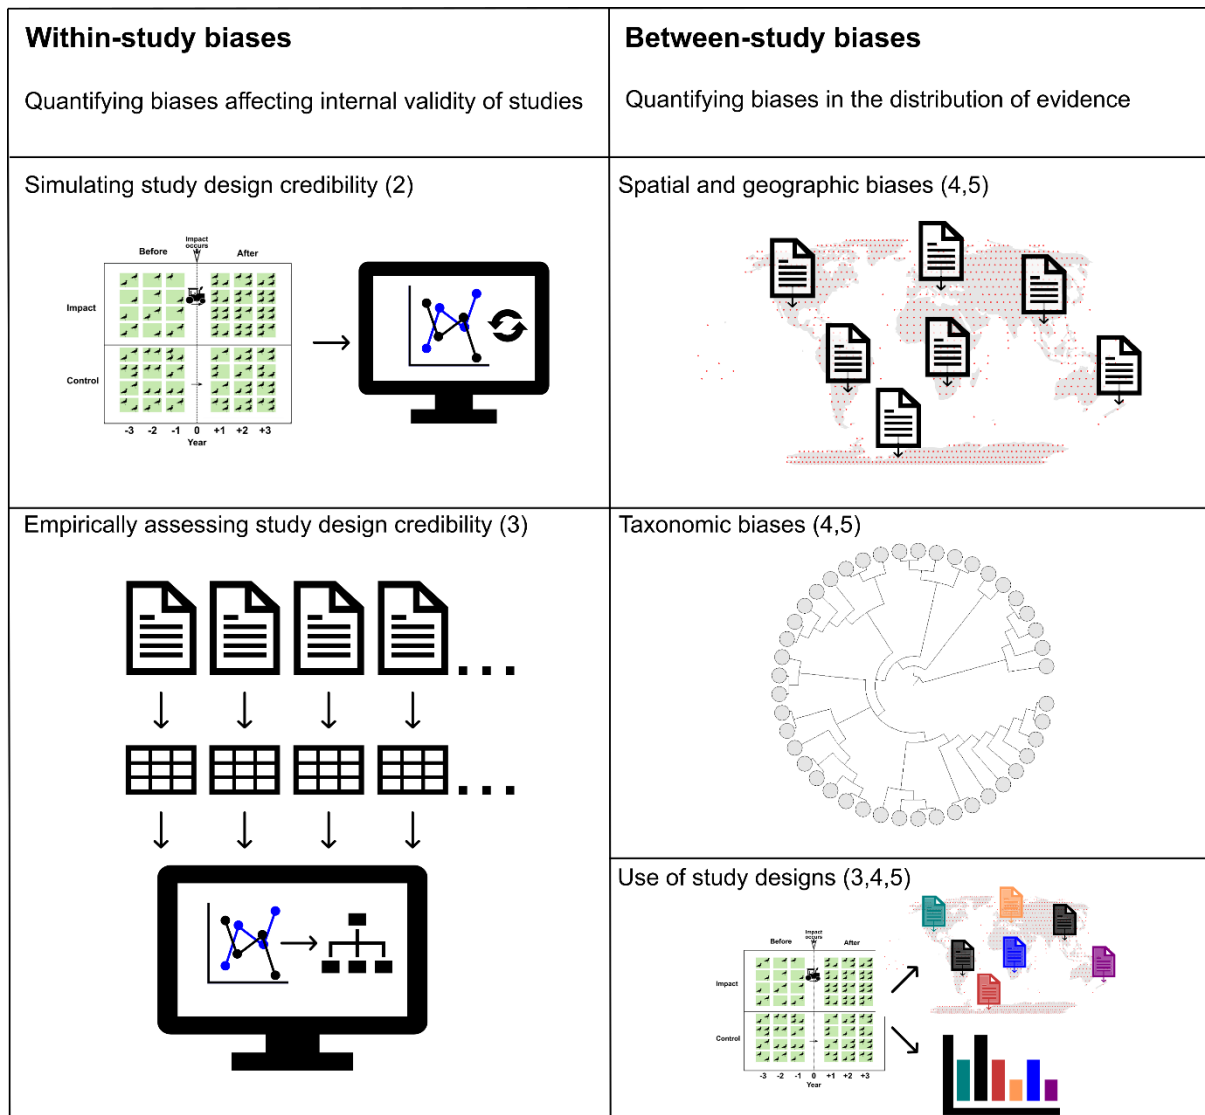 Within-study biases
Quantifying biases affecting internal validity of studies
Between-study biases
Quantifying biases in the distribution of evidence
Simulating study design credibility (2)
Before
Impact
occurs
After
Impact
Control
-3 -2 -1 0 +1 +2 +3
Year
Spatial and geographic biases (4,5)
Empirically assessing study design credibility (3)
...
...
Taxonomic biases (4,5)
Use of study designs (3,4,5)
Before
Impact
occurs
After
Impact
Control
-3 -2 -1 0 +1 +2 +3
Year